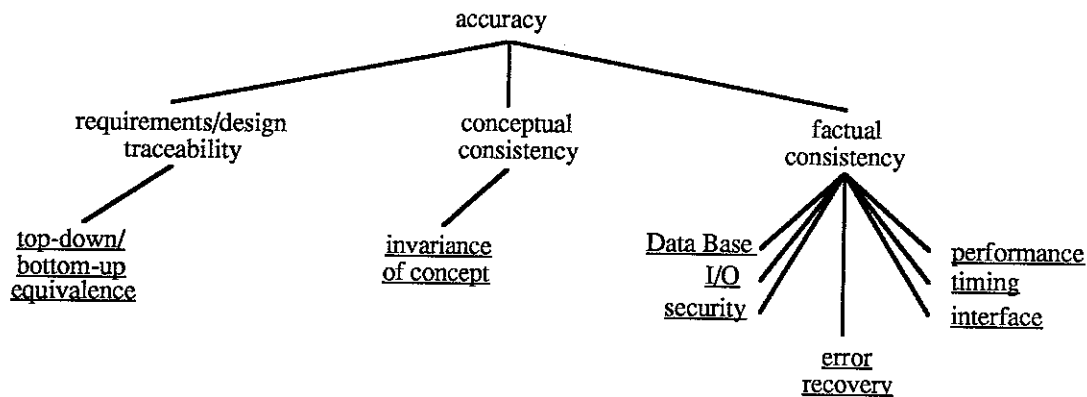 accuracy
requirements/design
traceability
conceptual
consistency
factual
consistency
top-down/
bottom-up
equivalence
invariance
of concept
Data Base
I/O
security
error
recovery
performance
timing
interface